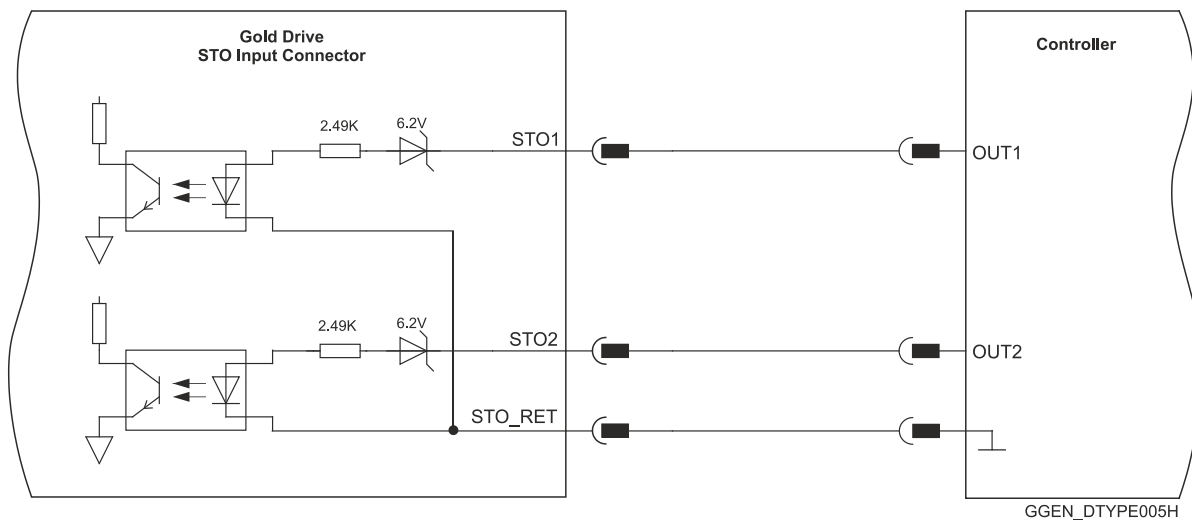 Gold Drive
STO Input Connector
Controller
2.49K
6.2V
STO1
OUT1
2.49K
6.2V
STO2
OUT2
STO_RET
GGEN_DTYPE005H